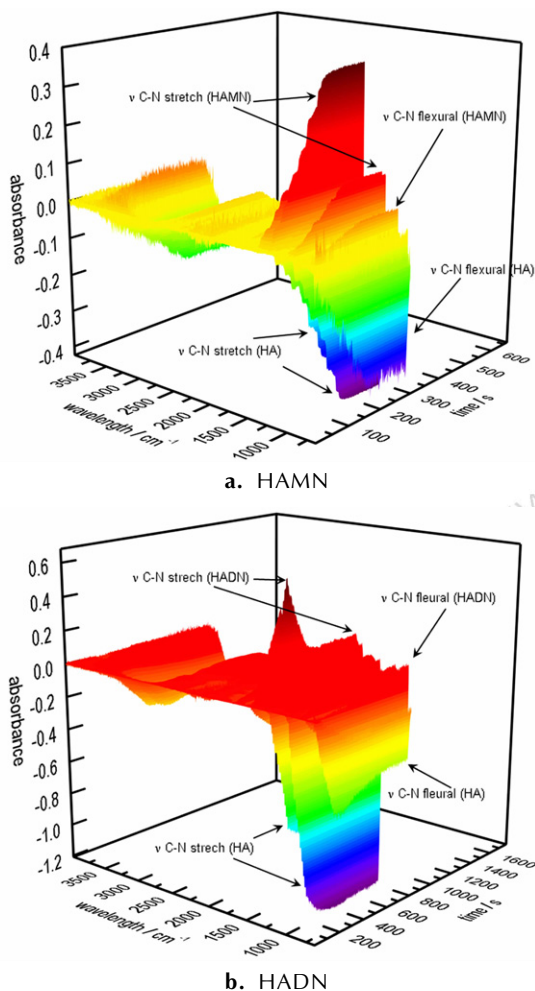 0.4
0.3
0.2
0.1
0.0
-0.1
-0.2
-0.3
-0.4
absorbance
ν C-N stretch (HAMN)
ν C-N flexural (HAMN)
ν C-N flexural (HA)
ν C-N stretch (HA)
3500
3000
2500
2000
1500
1000
wavelength / cm⁻¹
100
200
300
400
500
600
time / s
a. HAMN
0.6
0.4
0.2
0.0
-0.2
-0.4
-0.6
-0.8
-1.0
-1.2
absorbance
ν C-N strech (HADN)
ν C-N fleural (HADN)
ν C-N fleural (HA)
ν C-N strech (HA)
3500
3000
2500
2000
1500
1000
wavelength / cm⁻¹
200
400
600
800
1000
1200
1400
1600
time / s
b. HADN